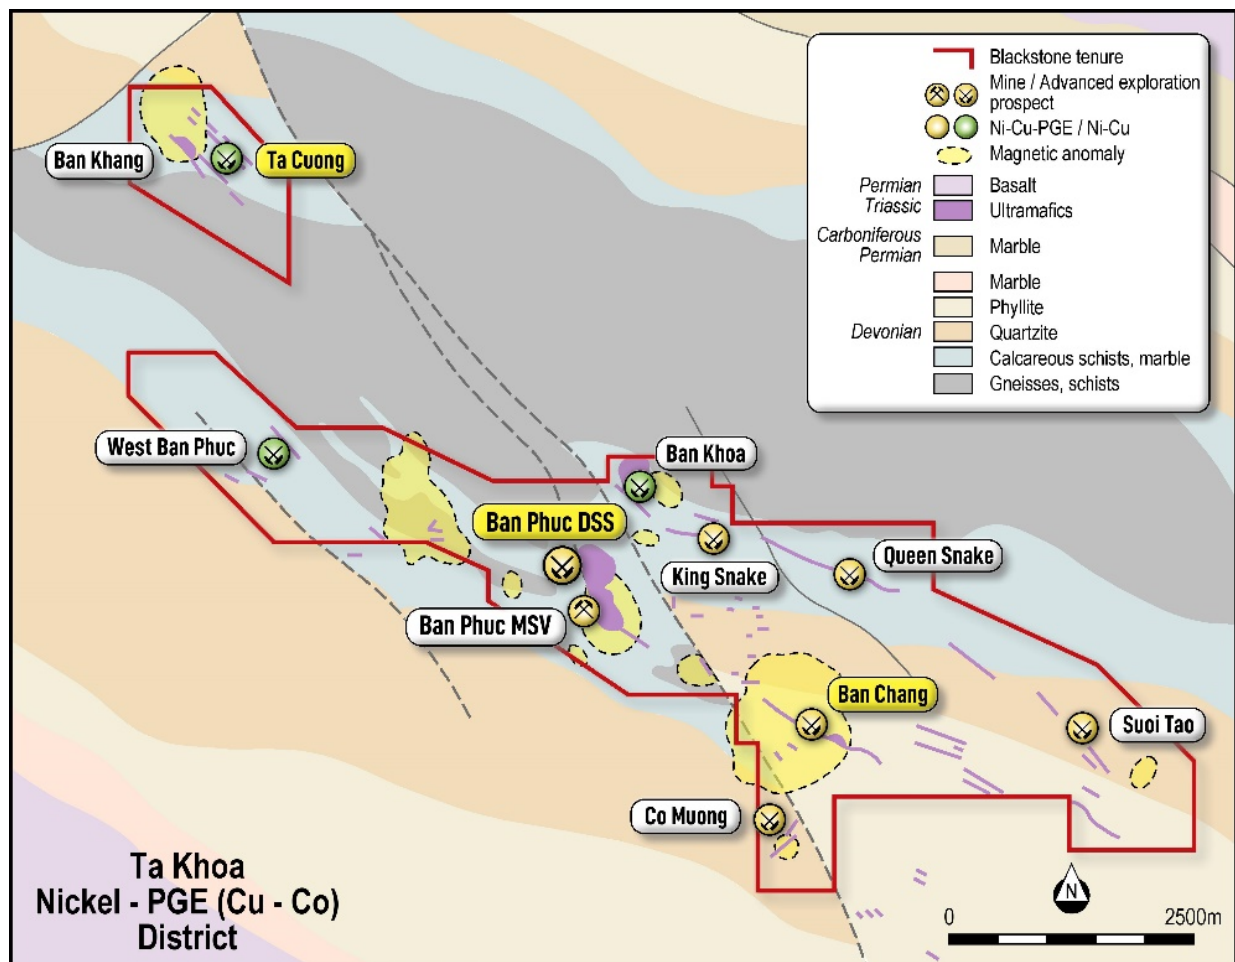 Blackstone tenure
Mine / Advanced exploration
prospect
Ni-Cu-PGE / Ni-Cu
Magnetic anomaly
Permian
Triassic
Basalt
Ultramafics
Carboniferous
Permian
Marble
Marble
Phyllite
Devonian
Quartzite
Calcareous schists, marble
Gneisses, schists
Ban Khang
Ta Cuong
West Ban Phuc
Ban Khoa
Ban Phuc DSS
Queen Snake
King Snake
Ban Phuc MSV
Ban Chang
Suoi Tao
Co Muong
Ta Khoa
Nickel - PGE (Cu - Co)
District
N
0
2500m